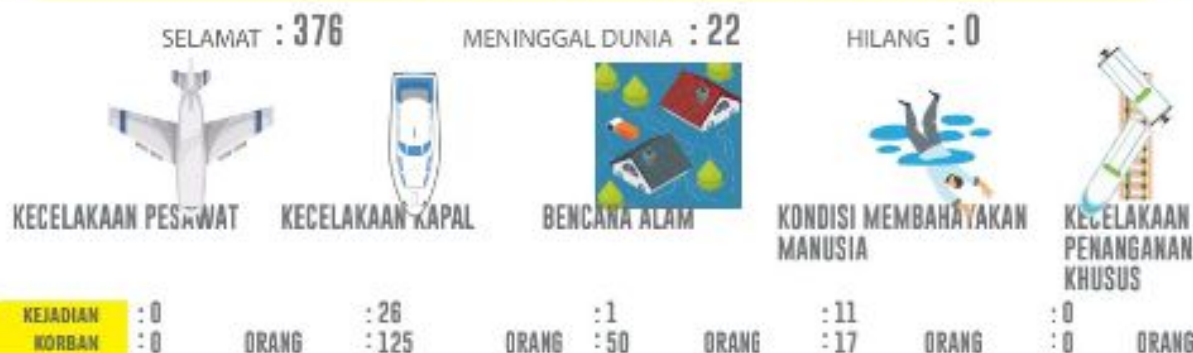 SELAMAT : 376 MENINGGAL DUNIA : 22 HILANG : 0
KECELAKAAN PESAWAT KECELAKAAN KAPAL BENCANA ALAM KONDISI MEMBAHAYAKAN MANUSIA KECELAKAAN PENANGANAN KHUSUS
KEJADIAN : 0 : 26 : 1 : 11 : 0
KORBAN : 0 ORANG : 125 ORANG : 50 ORANG : 17 ORANG : 0 ORANG